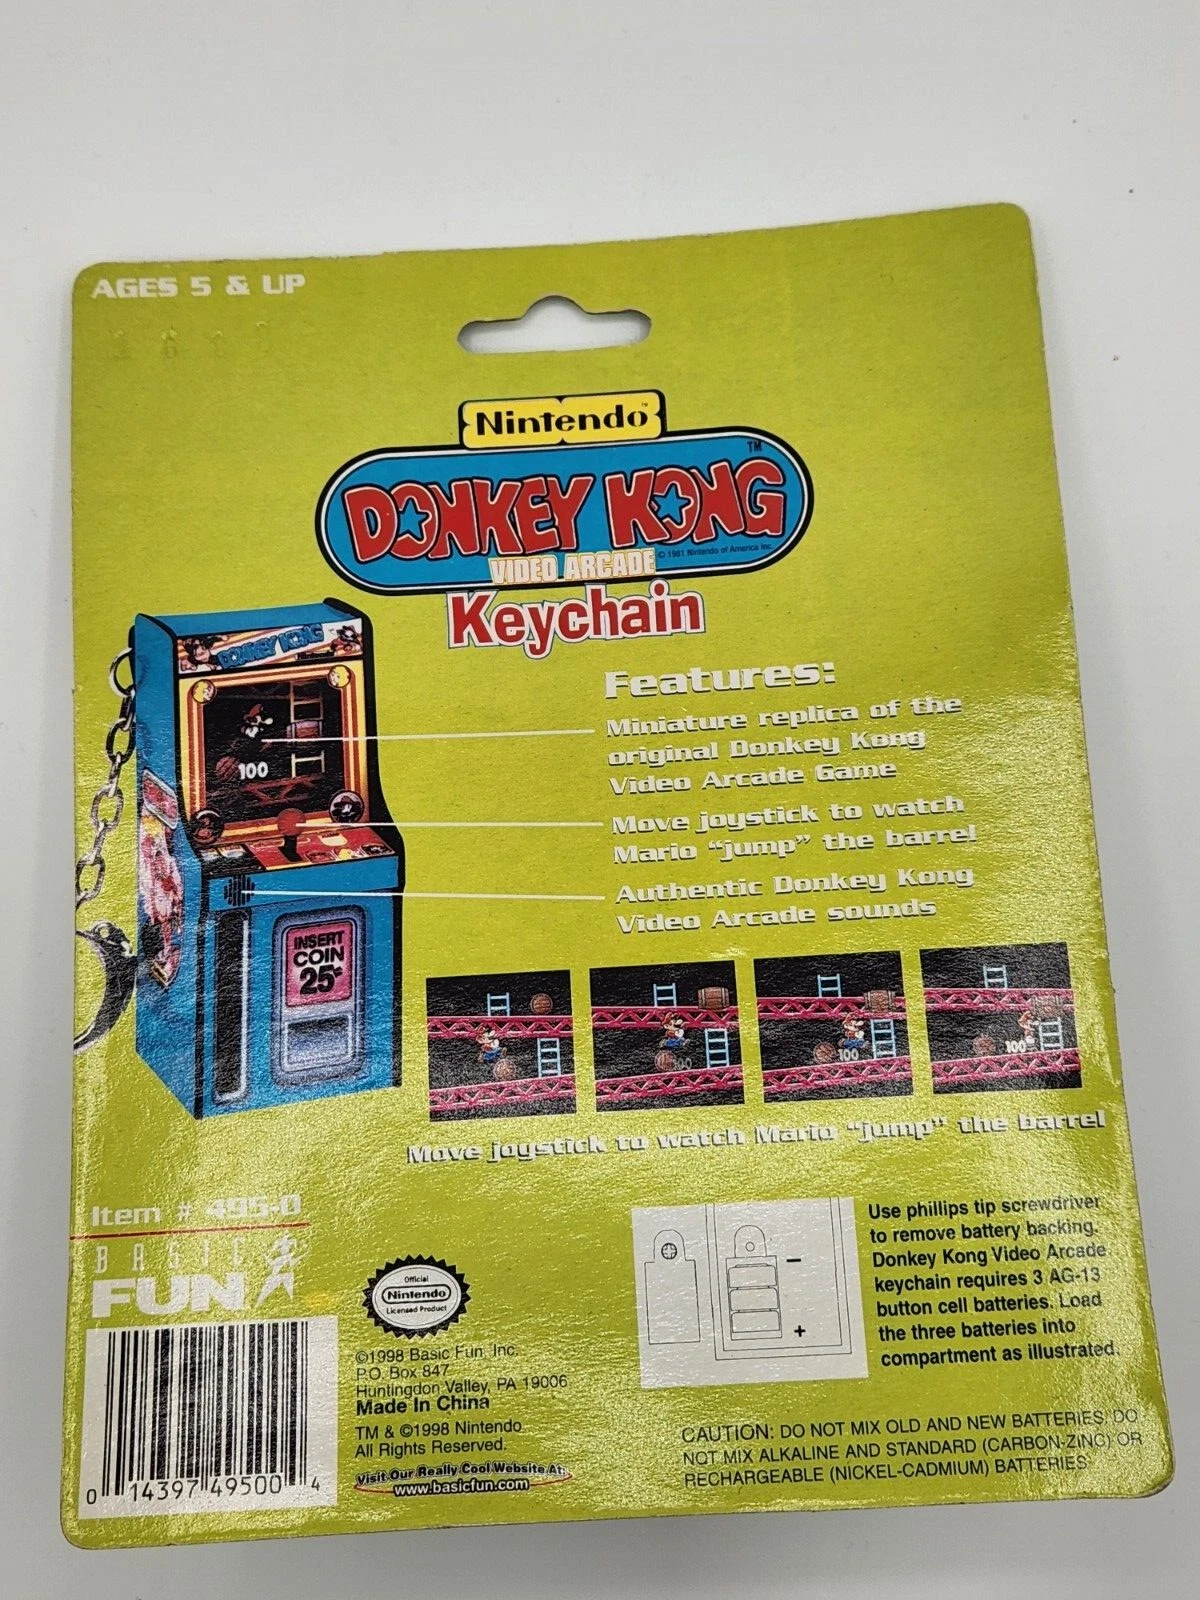 AGES 5 & UP
Nintendo™
DONKEY KONG™
© 1981 Nintendo of America Inc.
VIDEO ARCADE
Keychain
DONKEY KONG
Nintendo
100
INSERT
COIN
25¢
Features:
Miniature replica of the
original Donkey Kong
Video Arcade Game
Move joystick to watch
Mario “jump” the barrel
Authentic Donkey Kong
Video Arcade sounds
100
100
100
Move joystick to watch Mario “jump” the barrel
Item # 495-0
BASIC
FUN
0 14397 49500 4
Official
Nintendo
Licensed Product
©1998 Basic Fun, Inc.
P.O. Box 847
Huntingdon Valley, PA 19006
Made In China
TM & ©1998 Nintendo
All Rights Reserved.
Visit Our Really Cool Website At:
www.basicfun.com
−
+
Use phillips tip screwdriver
to remove battery backing.
Donkey Kong Video Arcade
keychain requires 3 AG-13
button cell batteries. Load
the three batteries into
compartment as illustrated.
CAUTION: DO NOT MIX OLD AND NEW BATTERIES, DO
NOT MIX ALKALINE AND STANDARD (CARBON-ZINC) OR
RECHARGEABLE (NICKEL-CADMIUM) BATTERIES